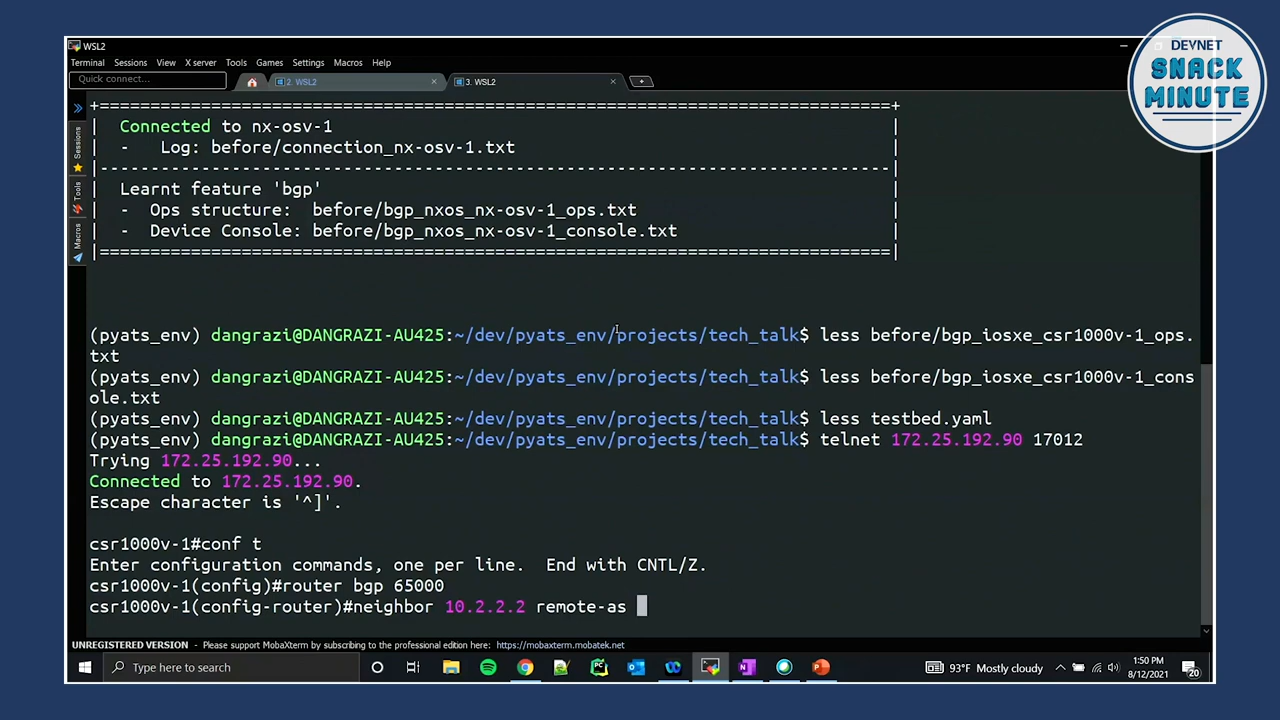 WSL2
Terminal Sessions View X server Tools Games Settings Macros Help
Quick connect...
2. WSL2
3. WSL2
DEVNET
SNACK
MINUTE
Sessions
Tools
Macros
+==============================================================================+
| Connected to nx-osv-1 |
| - Log: before/connection_nx-osv-1.txt |
|------------------------------------------------------------------------------|
| Learnt feature 'bgp' |
| - Ops structure: before/bgp_nxos_nx-osv-1_ops.txt |
| - Device Console: before/bgp_nxos_nx-osv-1_console.txt |
|==============================================================================|
(pyats_env) dangrazi@DANGRAZI-AU425:~/dev/pyats_env/projects/tech_talk$ less before/bgp_iosxe_csr1000v-1_ops.
txt
(pyats_env) dangrazi@DANGRAZI-AU425:~/dev/pyats_env/projects/tech_talk$ less before/bgp_iosxe_csr1000v-1_cons
ole.txt
(pyats_env) dangrazi@DANGRAZI-AU425:~/dev/pyats_env/projects/tech_talk$ less testbed.yaml
(pyats_env) dangrazi@DANGRAZI-AU425:~/dev/pyats_env/projects/tech_talk$ telnet 172.25.192.90 17012
Trying 172.25.192.90...
Connected to 172.25.192.90.
Escape character is '^]'.
csr1000v-1#conf t
Enter configuration commands, one per line. End with CNTL/Z.
csr1000v-1(config)#router bgp 65000
csr1000v-1(config-router)#neighbor 10.2.2.2 remote-as
UNREGISTERED VERSION - Please support MobaXterm by subscribing to the professional edition here: https://mobaxterm.mobatek.net
Type here to search
93°F Mostly cloudy
1:50 PM
8/12/2021
20